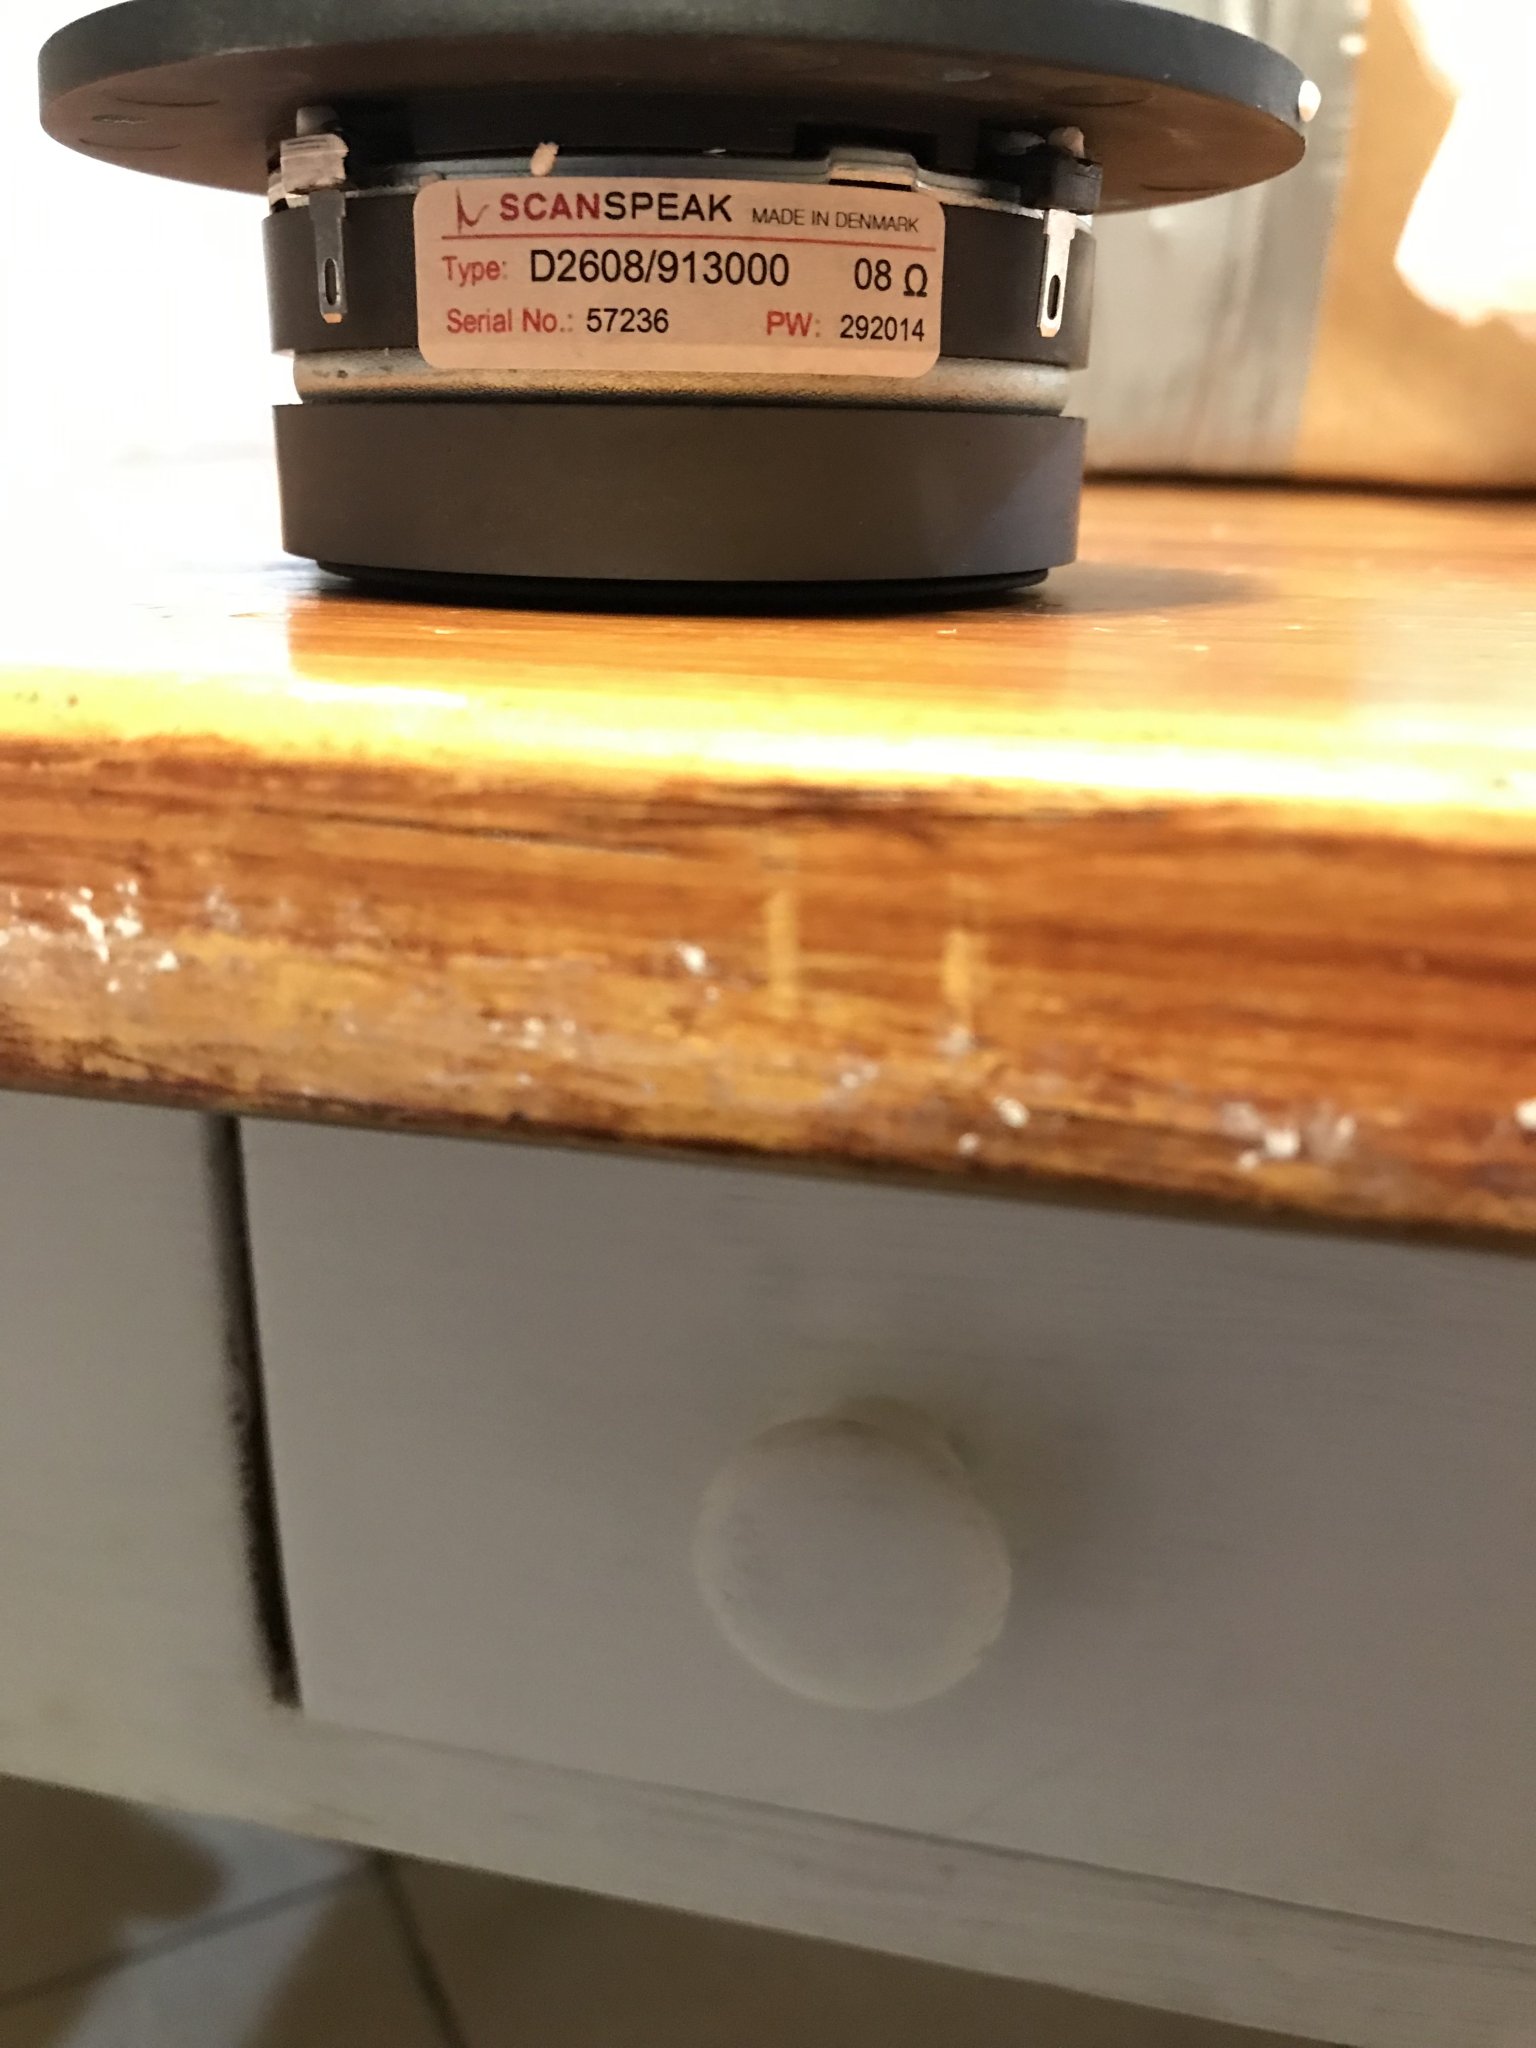 SCANSPEAK MADE IN DENMARK
Type: D2608/913000 08 Ω
Serial No.: 57236 PW: 292014